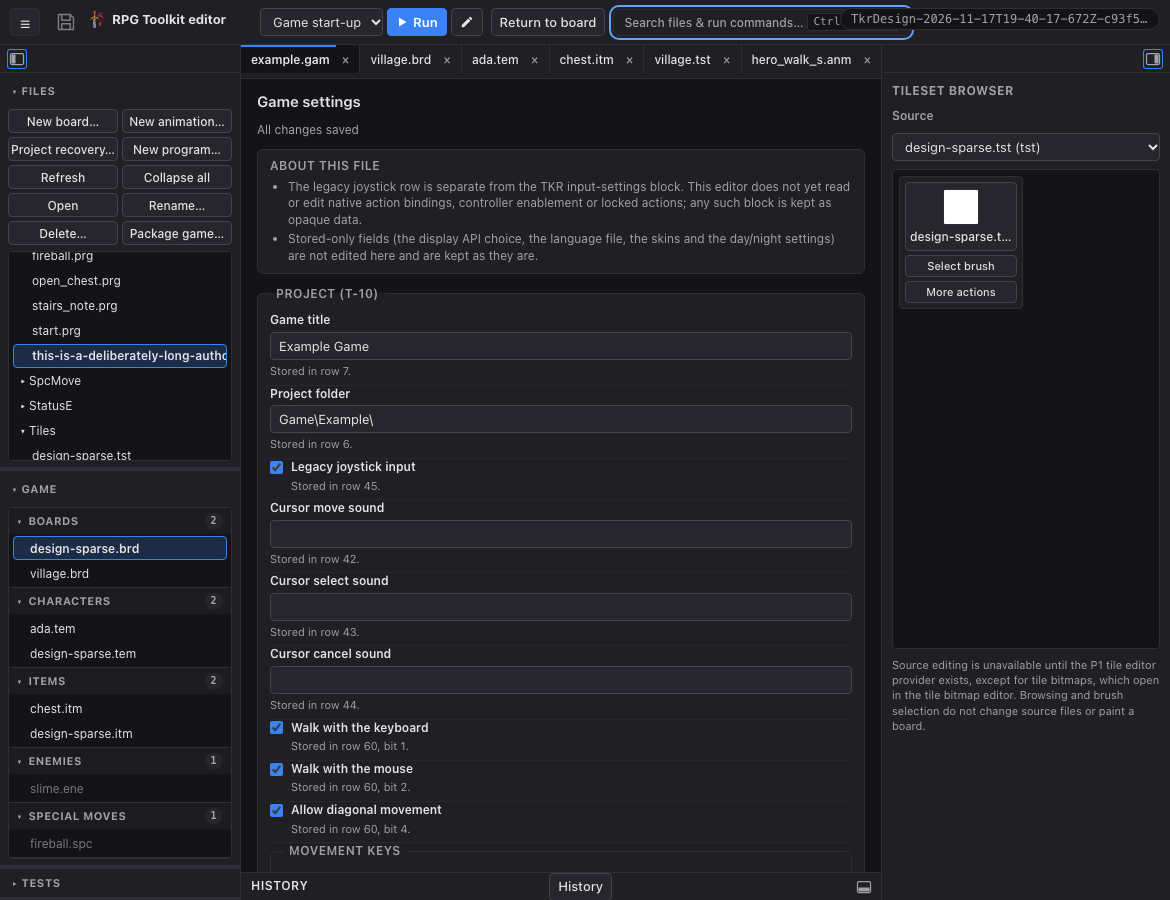 RPG Toolkit editor
Game start-up
Run
Return to board
Search files & run commands...
Ctrl
TkrDesign-2026-11-17T19-40-17-672Z-c93f5…
FILES
New board...
New animation...
Project recovery...
New program...
Refresh
Collapse all
Open
Rename...
Delete...
Package game...
fireball.prg
open_chest.prg
stairs_note.prg
start.prg
this-is-a-deliberately-long-autho
SpcMove
StatusE
Tiles
design-sparse.tst
GAME
BOARDS 2
design-sparse.brd
village.brd
CHARACTERS 2
ada.tem
design-sparse.tem
ITEMS 2
chest.itm
design-sparse.itm
ENEMIES 1
slime.ene
SPECIAL MOVES 1
fireball.spc
TESTS
example.gam ×
village.brd ×
ada.tem ×
chest.itm ×
village.tst ×
hero_walk_s.anm ×
Game settings
All changes saved
ABOUT THIS FILE
• The legacy joystick row is separate from the TKR input-settings block. This editor does not yet read
or edit native action bindings, controller enablement or locked actions; any such block is kept as
opaque data.
• Stored-only fields (the display API choice, the language file, the skins and the day/night settings)
are not edited here and are kept as they are.
PROJECT (T-10)
Game title
Example Game
Stored in row 7.
Project folder
Game\Example\
Stored in row 6.
Legacy joystick input
Stored in row 45.
Cursor move sound
Stored in row 42.
Cursor select sound
Stored in row 43.
Cursor cancel sound
Stored in row 44.
Walk with the keyboard
Stored in row 60, bit 1.
Walk with the mouse
Stored in row 60, bit 2.
Allow diagonal movement
Stored in row 60, bit 4.
MOVEMENT KEYS
HISTORY
History
TILESET BROWSER
Source
design-sparse.tst (tst)
design-sparse.t...
Select brush
More actions
Source editing is unavailable until the P1 tile editor
provider exists, except for tile bitmaps, which open
in the tile bitmap editor. Browsing and brush
selection do not change source files or paint a
board.